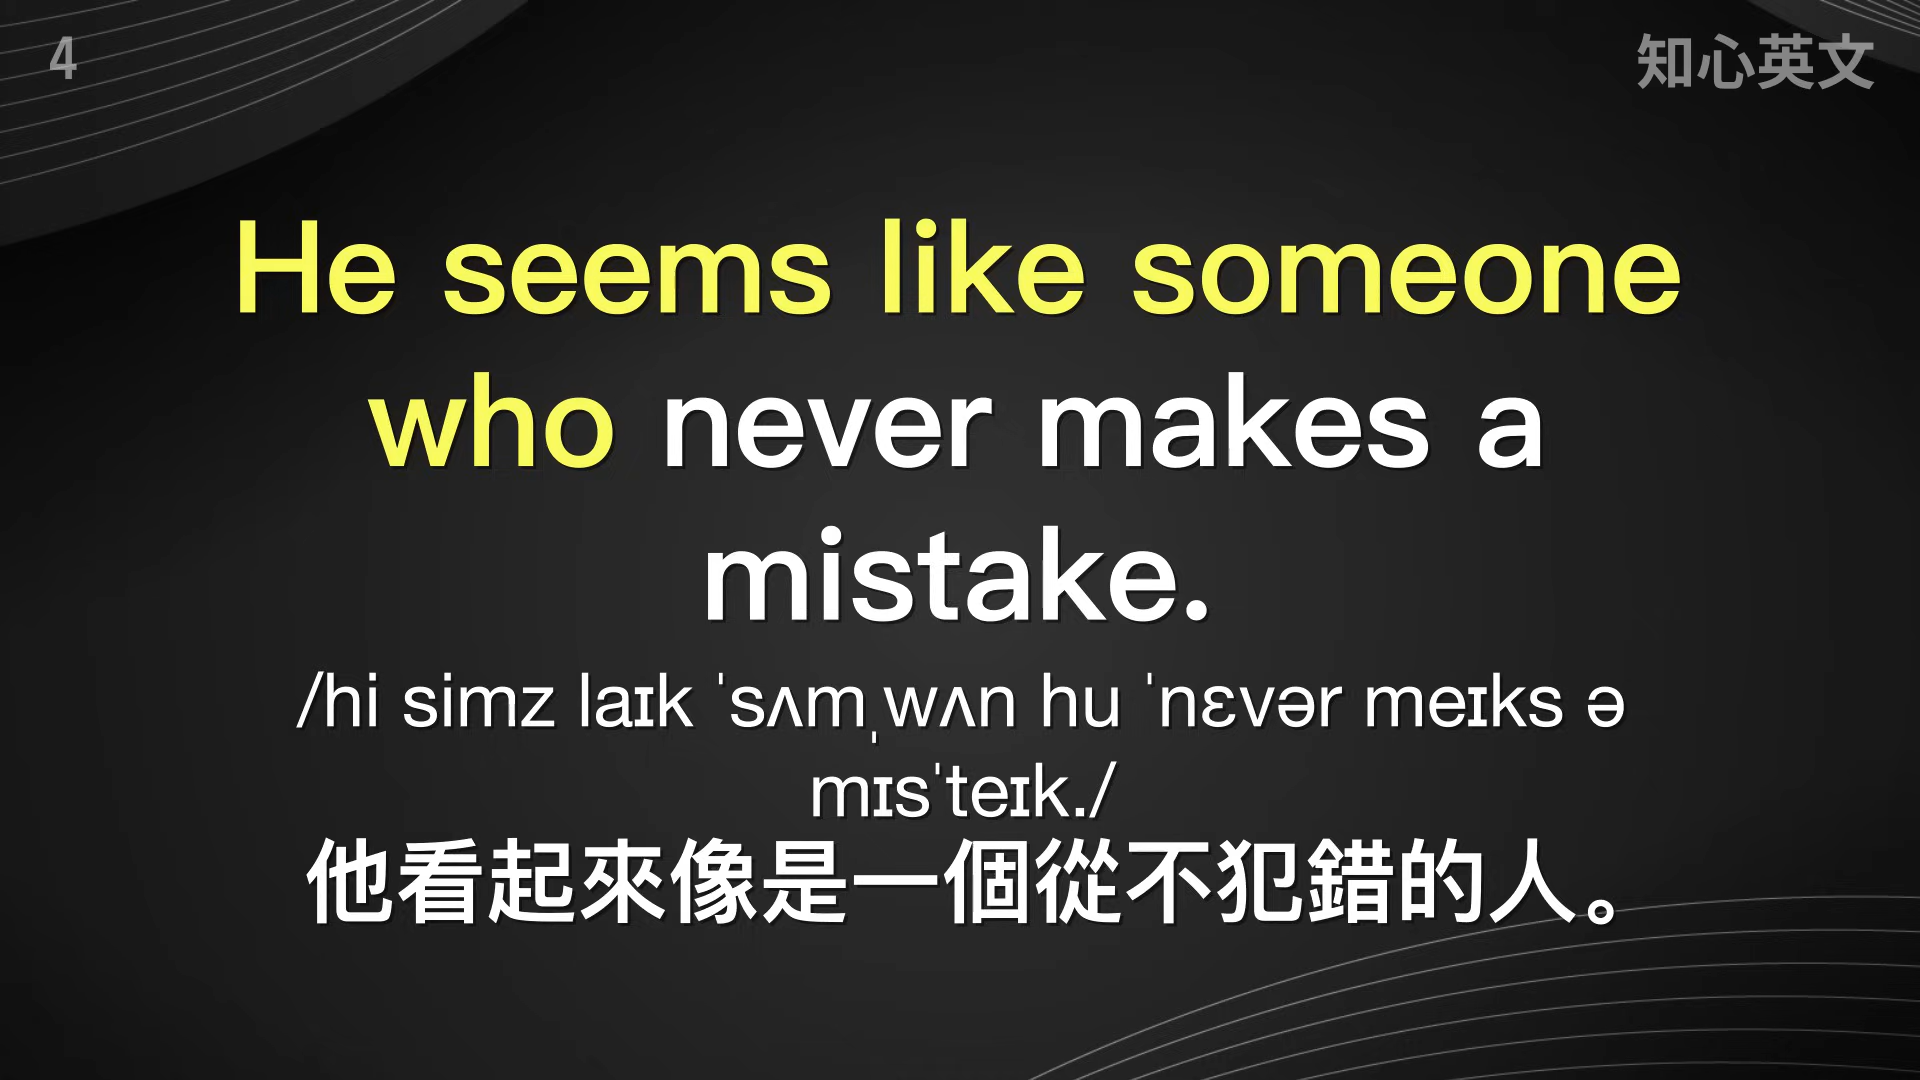 4
知心英文
He seems like someone
who never makes a
mistake.
/hi simz laɪk ˈsʌmˌwʌn hu ˈnɛvər meɪks ə
mɪsˈteɪk./
他看起來像是一個從不犯錯的人。